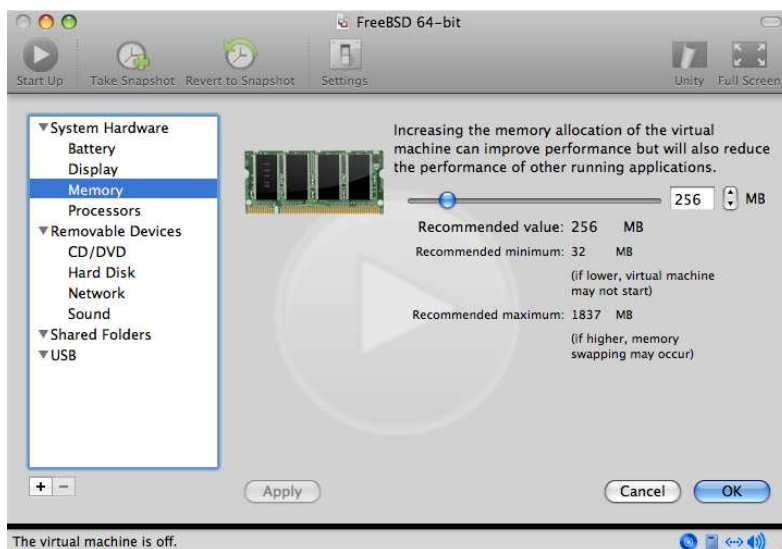 FreeBSD 64-bit
Start Up
Take Snapshot
Revert to Snapshot
Settings
Unity
Full Screen
System Hardware
Battery
Display
Memory
Processors
Removable Devices
CD/DVD
Hard Disk
Network
Sound
Shared Folders
USB
Increasing the memory allocation of the virtual
machine can improve performance but will also reduce
the performance of other running applications.
256 MB
Recommended value: 256 MB
Recommended minimum: 32 MB
(if lower, virtual machine
may not start)
Recommended maximum: 1837 MB
(if higher, memory
swapping may occur)
+ −
Apply
Cancel
OK
The virtual machine is off.